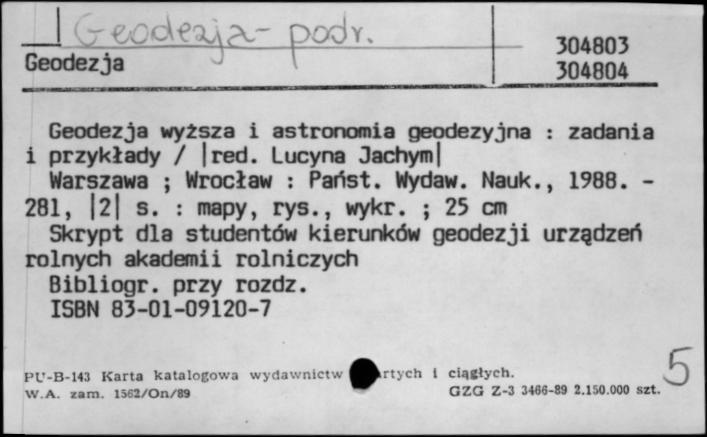 Geodezja - podr.
304803
Geodezja
304804
Geodezja wyższa i astronomia geodezyjna : zadania
i przykłady / |red. Lucyna Jachym|
Warszawa ; Wrocław : Państ. Wydaw. Nauk., 1988. -
281, |2| s. : mapy, rys., wykr. ; 25 cm
Skrypt dla studentów kierunków geodezji urządzeń
rolnych akademii rolniczych
Bibliogr. przy rozdz.
ISBN 83-01-09120-7
5
PU-B-143 Karta katalogowa wydawnictw rtych i ciągłych.
W.A. zam. 1562/On/89 GZG Z-3 3466-89 2.150.000 szt.